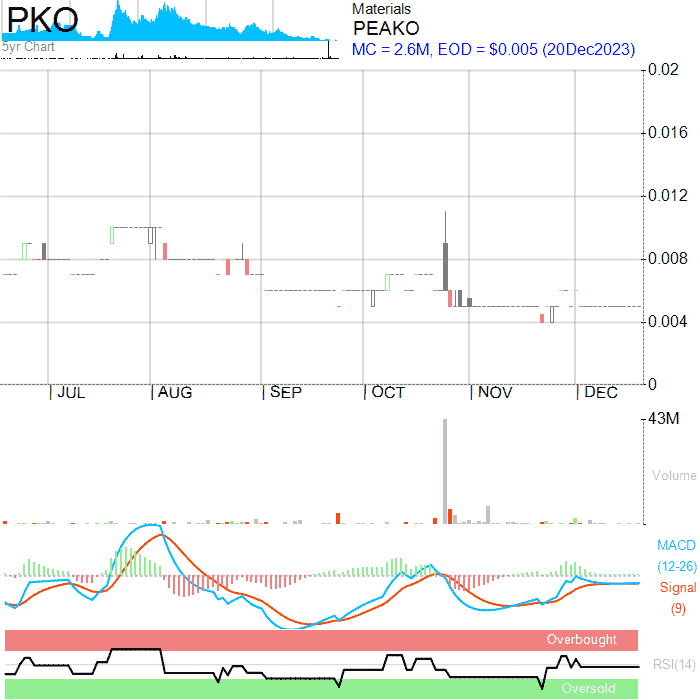 PKO
5yr Chart
Materials
PEAKO
MC = 2.6M, EOD = $0.005 (20Dec2023)
0.02
0.016
0.012
0.008
0.004
0
JUL AUG SEP OCT NOV DEC
43M
Volume
MACD
(12-26)
Signal
(9)
Overbought
RSI(14)
Oversold